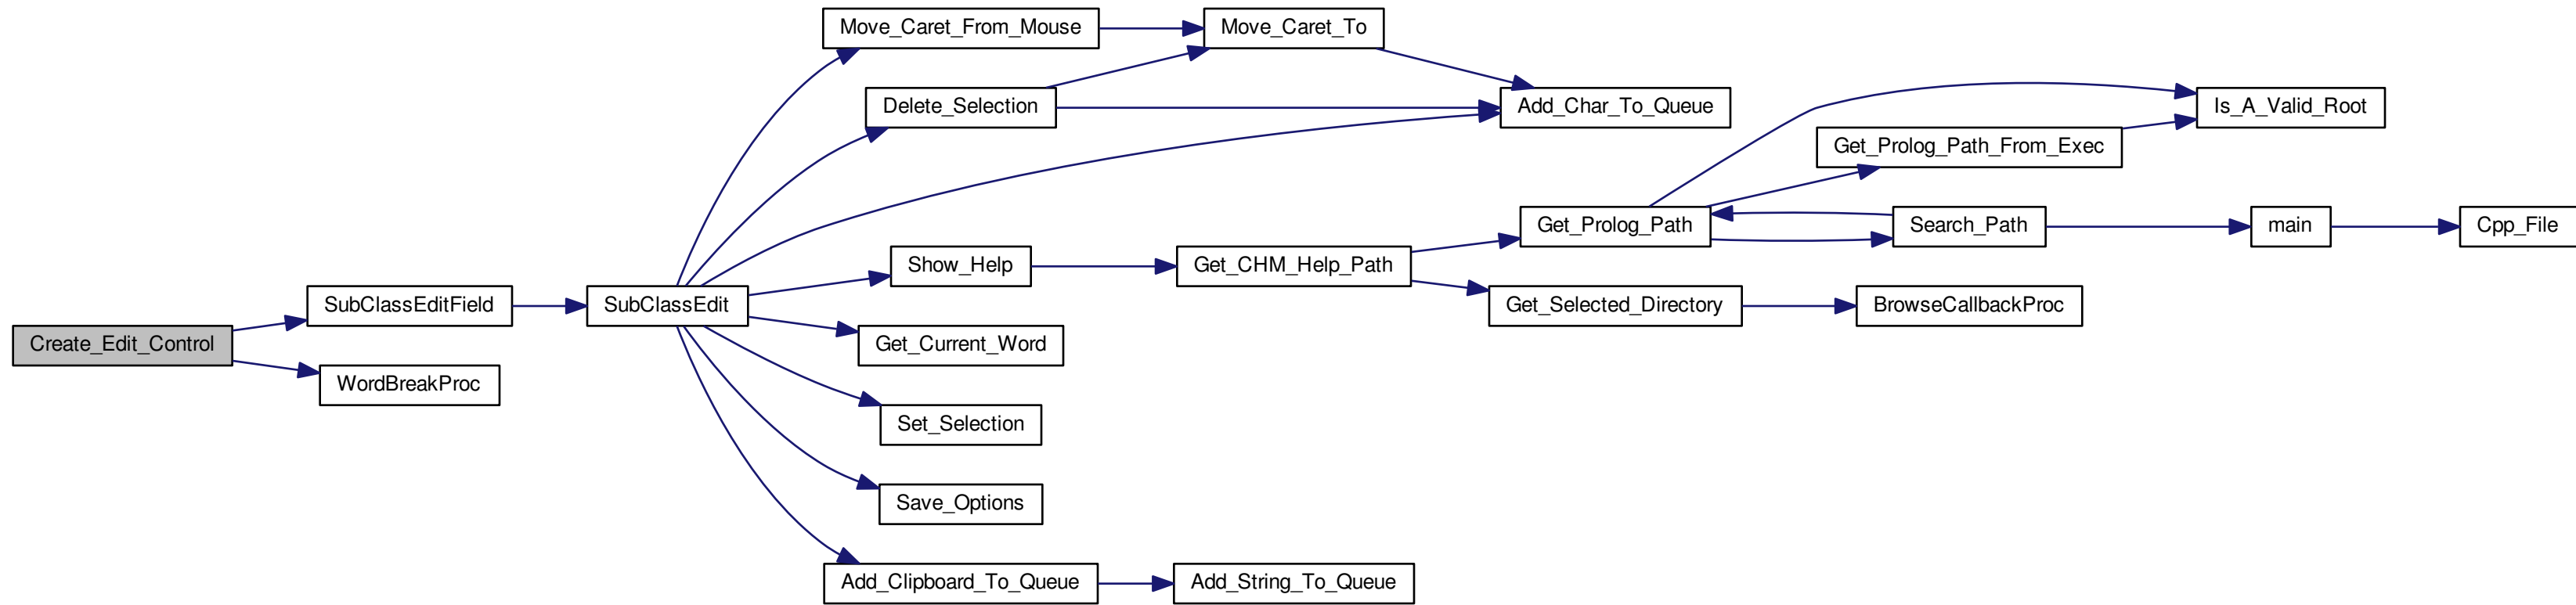 Move_Caret_From_Mouse
Move_Caret_To
Delete_Selection
Add_Char_To_Queue
Is_A_Valid_Root
Get_Prolog_Path_From_Exec
Get_Prolog_Path
Search_Path
main
Cpp_File
Show_Help
Get_CHM_Help_Path
SubClassEditField
SubClassEdit
Get_Selected_Directory
BrowseCallbackProc
Create_Edit_Control
Get_Current_Word
WordBreakProc
Set_Selection
Save_Options
Add_Clipboard_To_Queue
Add_String_To_Queue